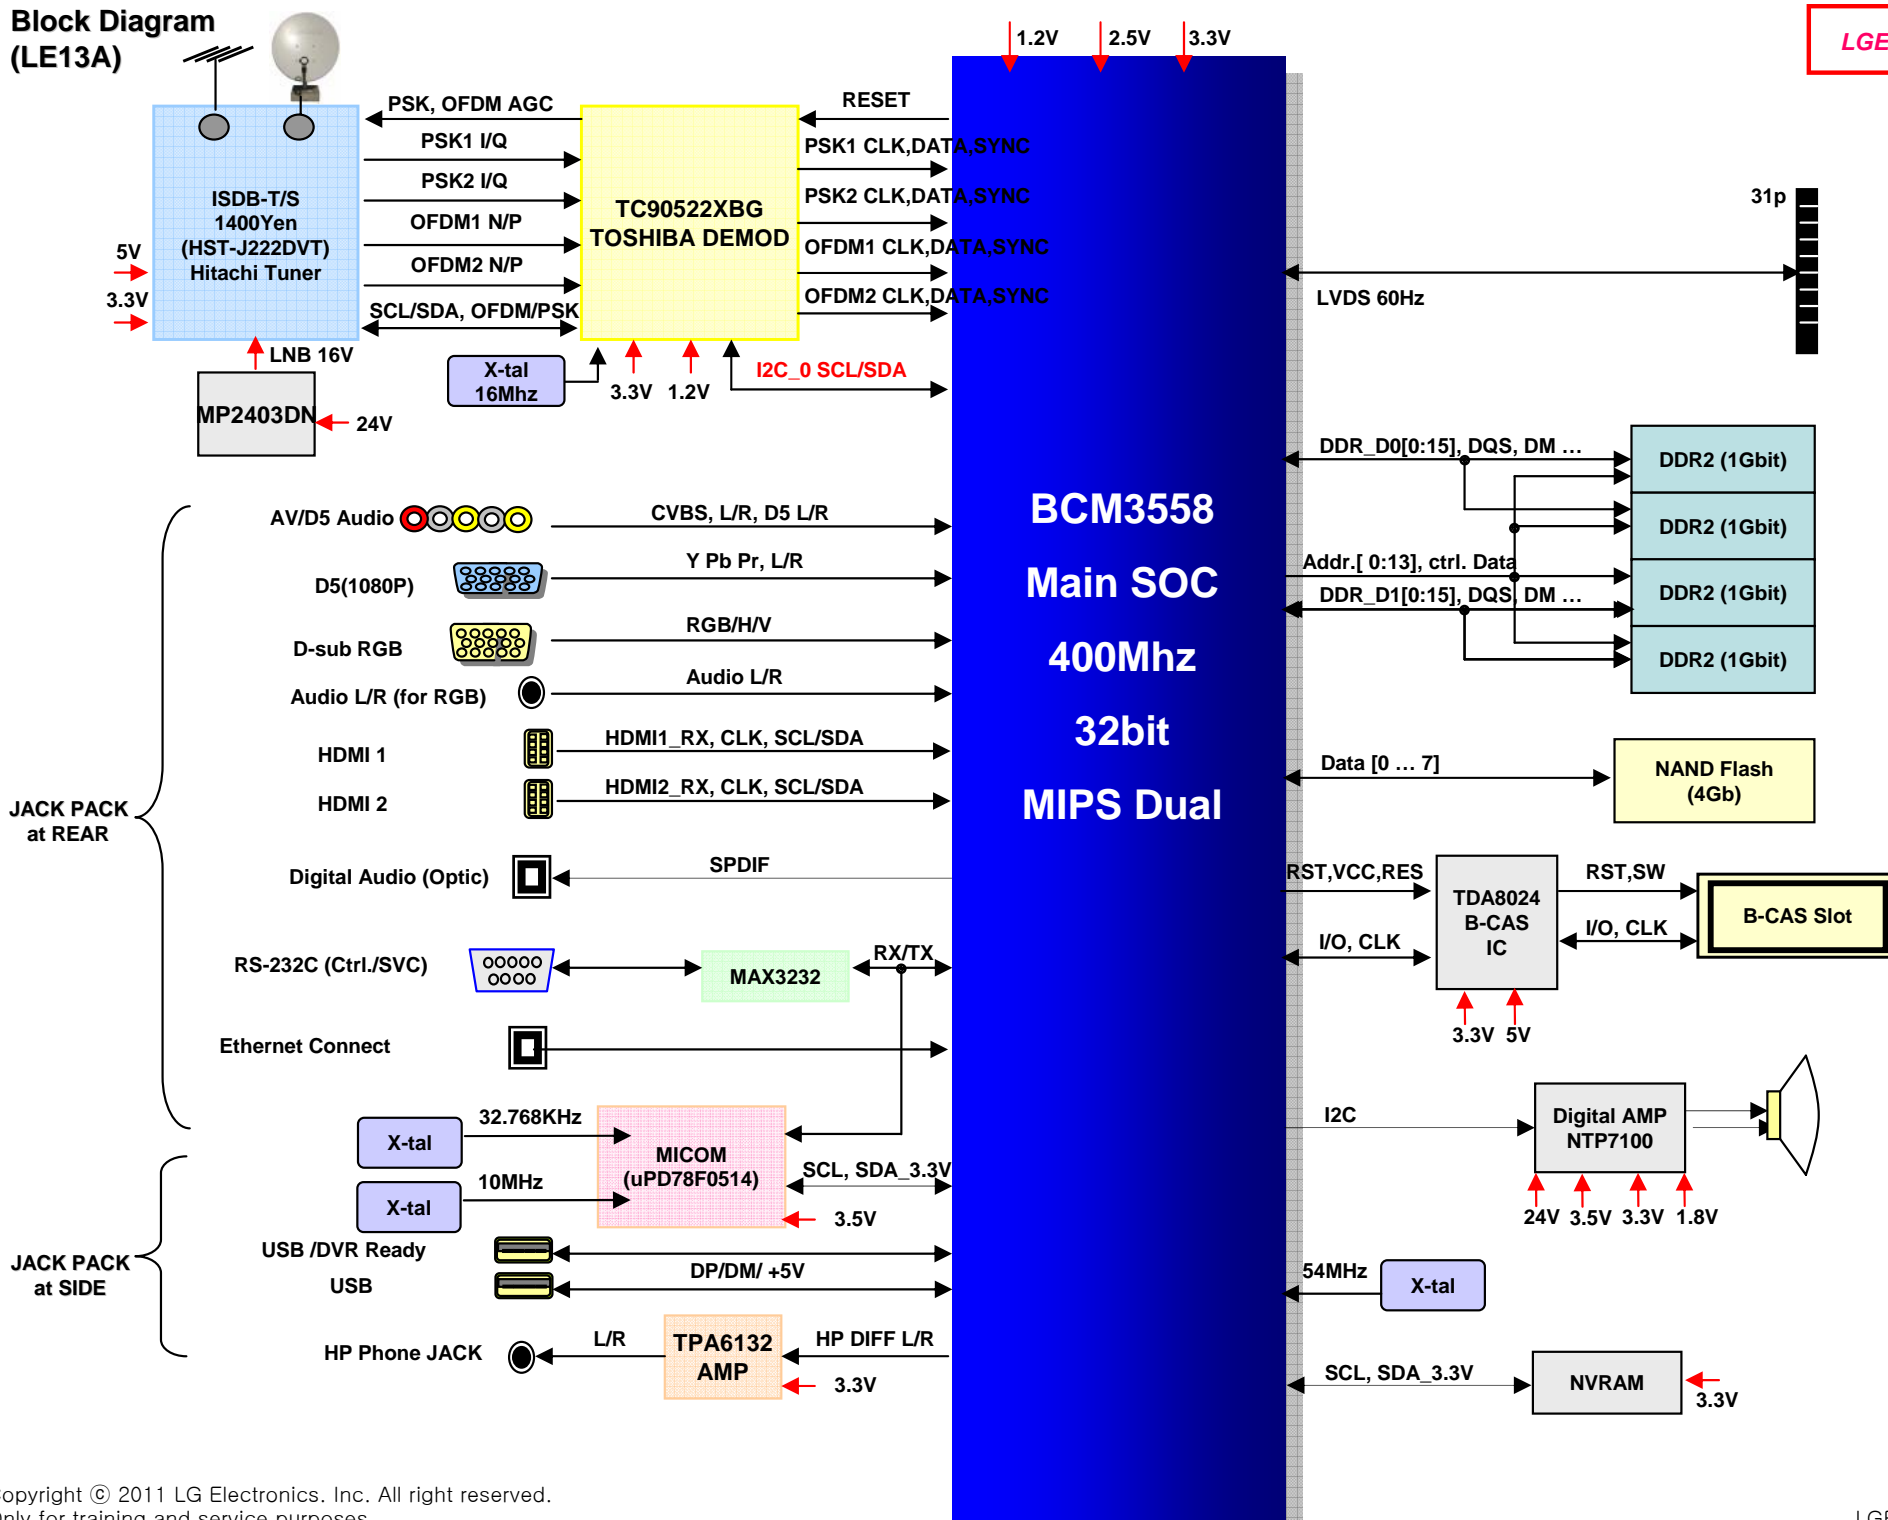 Block Diagram
(LE13A)
1.2V
2.5V
3.3V
LGE
PSK, OFDM AGC
PSK1 I/Q
PSK2 I/Q
OFDM1 N/P
OFDM2 N/P
SCL/SDA, OFDM/PSK
ISDB-T/S
1400Yen
(HST-J222DVT)
Hitachi Tuner
5V
3.3V
LNB 16V
MP2403DN
24V
TC90522XBG
TOSHIBA DEMOD
X-tal
16Mhz
3.3V
1.2V
I2C_0 SCL/SDA
RESET
PSK1 CLK,DATA,SYNC
PSK2 CLK,DATA,SYNC
OFDM1 CLK,DATA,SYNC
OFDM2 CLK,DATA,SYNC
31p
LVDS 60Hz
BCM3558
Main SOC
400Mhz
32bit
MIPS Dual
DDR_D0[0:15], DQS, DM …
Addr.[ 0:13], ctrl. Data
DDR_D1[0:15], DQS, DM …
DDR2 (1Gbit)
DDR2 (1Gbit)
DDR2 (1Gbit)
DDR2 (1Gbit)
Data [0 … 7]
NAND Flash
(4Gb)
RST,VCC,RES
I/O, CLK
TDA8024
B-CAS
IC
RST,SW
I/O, CLK
B-CAS Slot
3.3V
5V
I2C
Digital AMP
NTP7100
24V
3.5V
3.3V
1.8V
54MHz
X-tal
SCL, SDA_3.3V
NVRAM
3.3V
JACK PACK
at REAR
AV/D5 Audio
CVBS, L/R, D5 L/R
D5(1080P)
Y Pb Pr, L/R
D-sub RGB
RGB/H/V
Audio L/R (for RGB)
Audio L/R
HDMI 1
HDMI1_RX, CLK, SCL/SDA
HDMI 2
HDMI2_RX, CLK, SCL/SDA
Digital Audio (Optic)
SPDIF
RS-232C (Ctrl./SVC)
MAX3232
RX/TX
Ethernet Connect
X-tal
32.768KHz
X-tal
10MHz
MICOM
(uPD78F0514)
SCL, SDA_3.3V
3.5V
JACK PACK
at SIDE
USB /DVR Ready
USB
DP/DM/ +5V
HP Phone JACK
L/R
TPA6132
AMP
HP DIFF L/R
3.3V
opyright ⓒ 2011 LG Electronics. Inc. All right reserved.
nly for training and service purposes